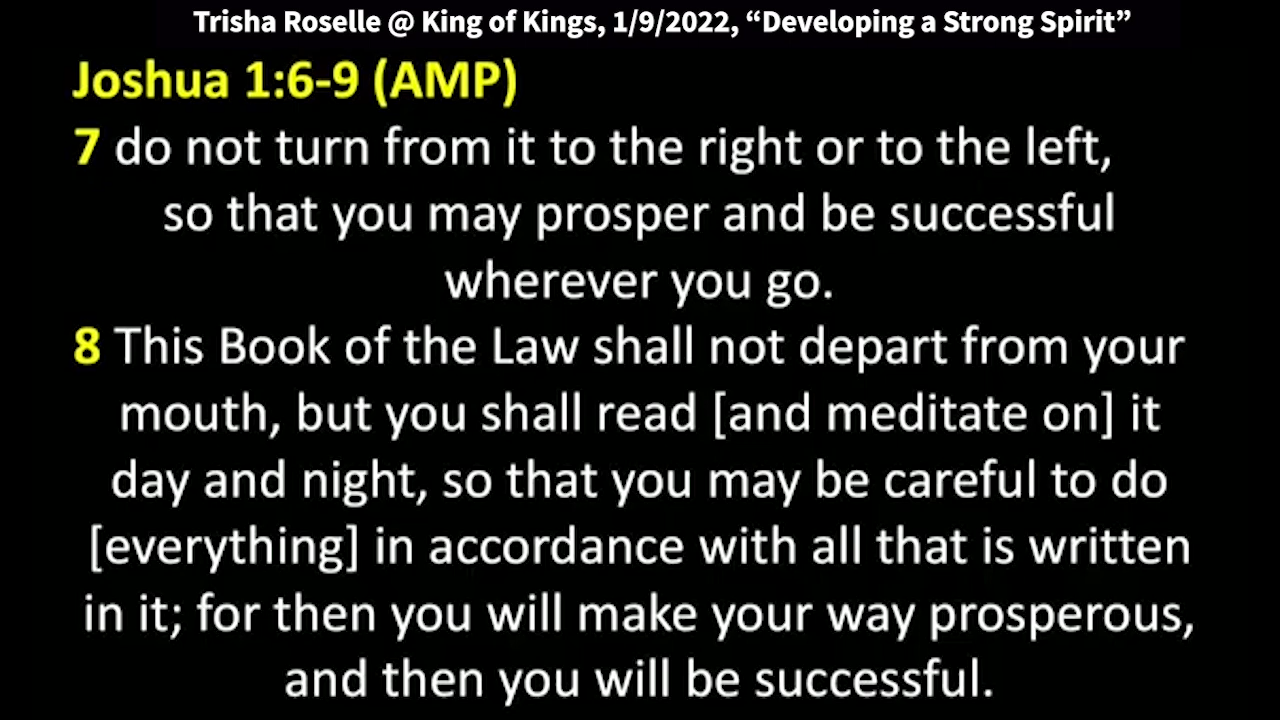 Trisha Roselle @ King of Kings, 1/9/2022, “Developing a Strong Spirit”
Joshua 1:6-9 (AMP)
7 do not turn from it to the right or to the left,
so that you may prosper and be successful
wherever you go.
8 This Book of the Law shall not depart from your
mouth, but you shall read [and meditate on] it
day and night, so that you may be careful to do
[everything] in accordance with all that is written
in it; for then you will make your way prosperous,
and then you will be successful.